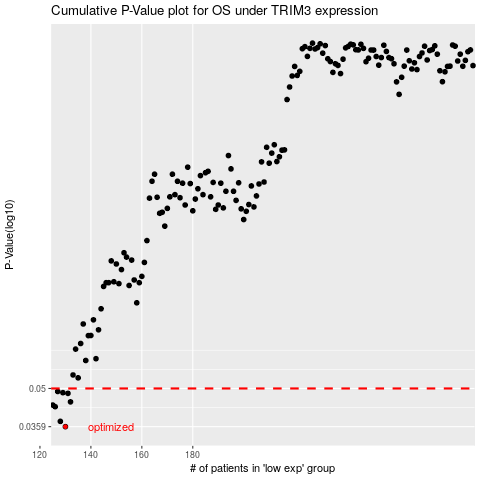 Cumulative P-Value plot for OS under TRIM3 expression
P-Value(log10)
0.05
0.0359
optimized
120 140 160 180
# of patients in 'low exp' group